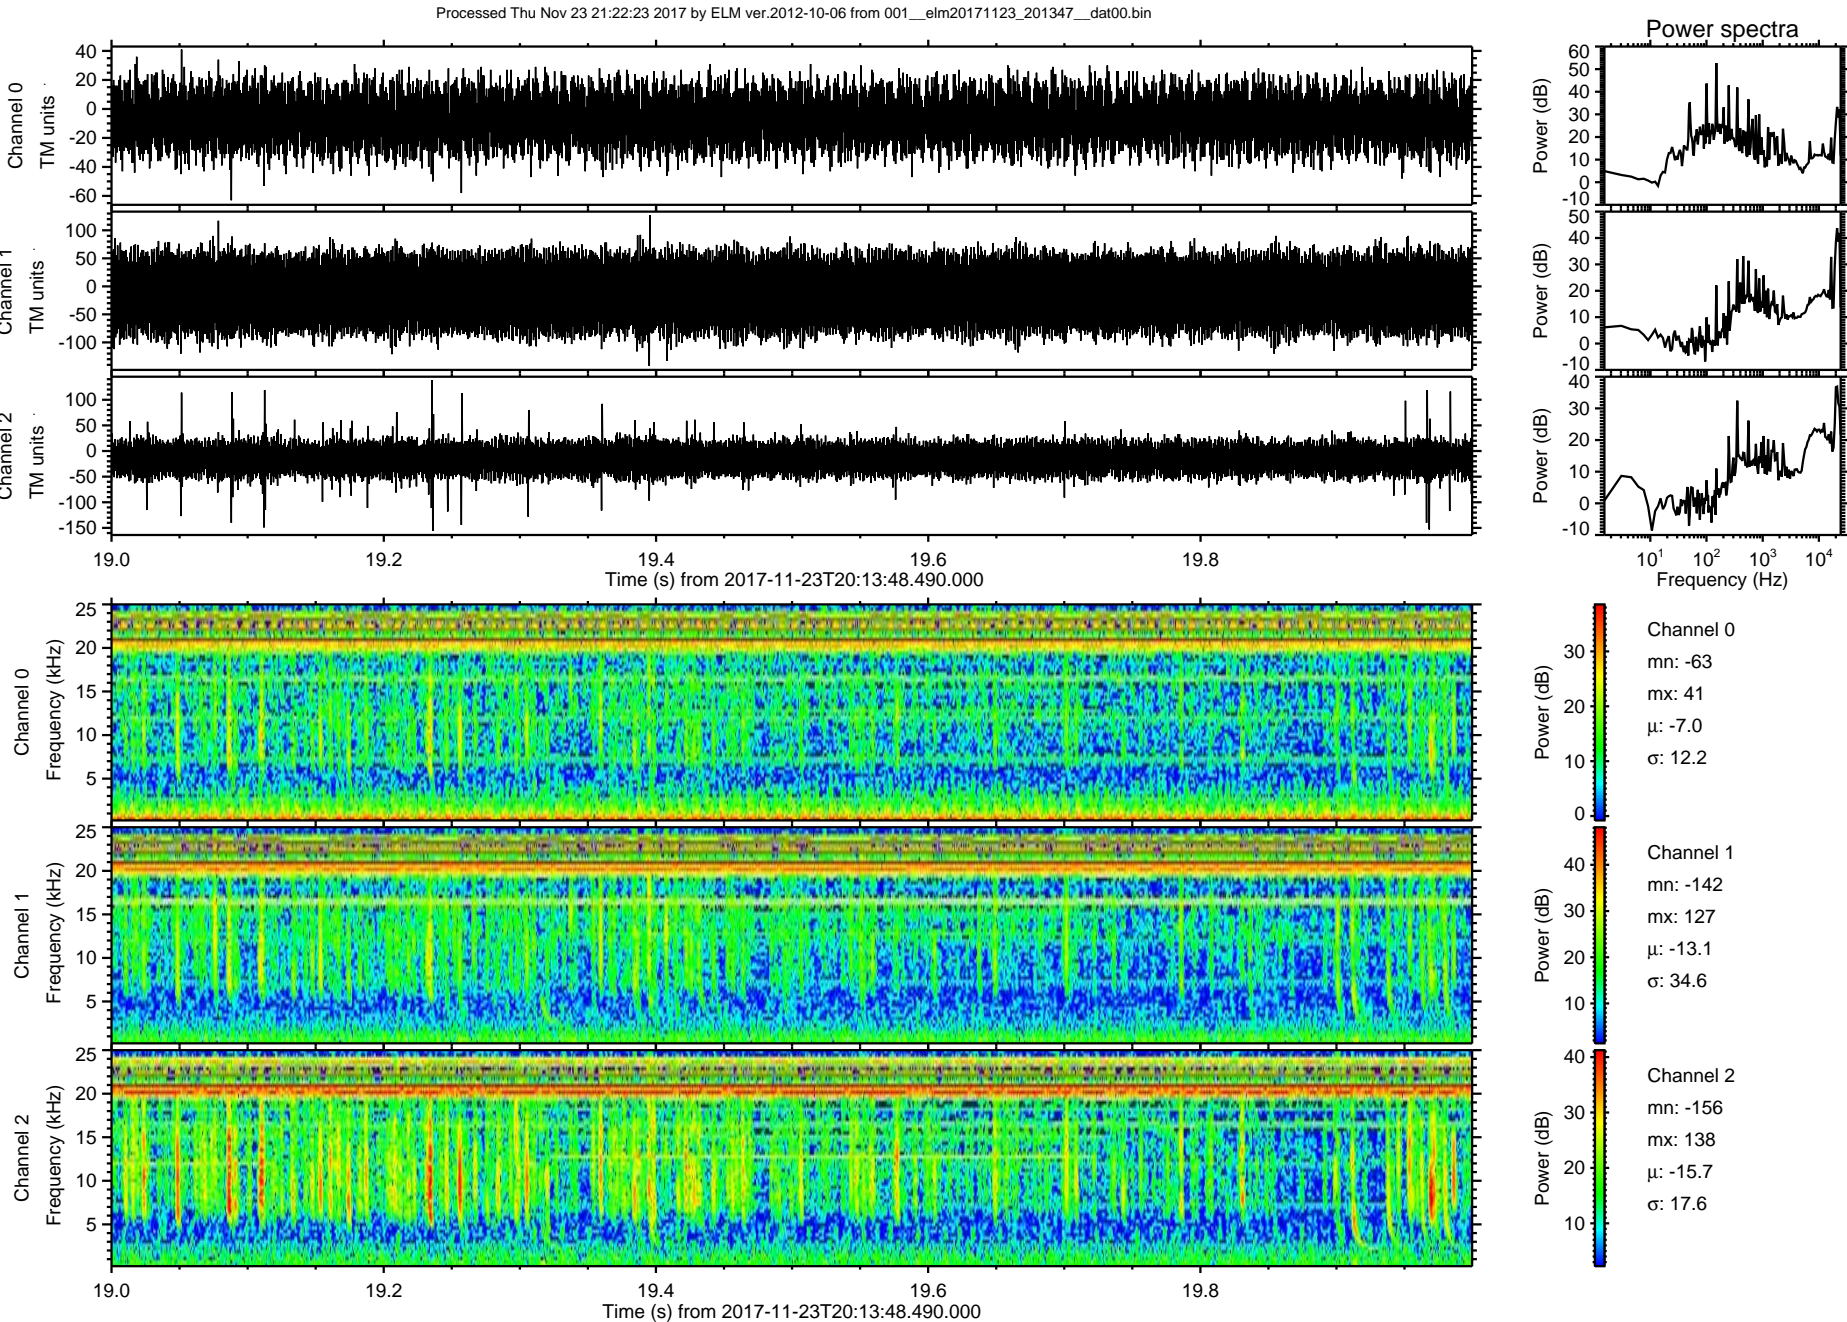 Processed Thu Nov 23 21:22:23 2017 by ELM ver.2012-10-06 from 001__elm20171123_201347__dat00.bin
Power spectra
Channel 0
TM units
40
20
0
-20
-40
-60
Power (dB)
60
50
40
30
20
10
0
-10
Channel 1
TM units
100
50
0
-50
-100
Power (dB)
50
40
30
20
10
0
-10
Channel 2
TM units
100
50
0
-50
-100
-150
Power (dB)
40
30
20
10
0
-10
19.0 19.2 19.4 19.6 19.8
Time (s) from 2017-11-23T20:13:48.490.000
10^1 10^2 10^3 10^4
Frequency (Hz)
Channel 0
Frequency (kHz)
25
20
15
10
5
Power (dB)
30
20
10
0
Channel 0
mn: -63
mx: 41
μ: -7.0
σ: 12.2
Channel 1
Frequency (kHz)
25
20
15
10
5
Power (dB)
40
30
20
10
Channel 1
mn: -142
mx: 127
μ: -13.1
σ: 34.6
Channel 2
Frequency (kHz)
25
20
15
10
5
Power (dB)
40
30
20
10
Channel 2
mn: -156
mx: 138
μ: -15.7
σ: 17.6
19.0 19.2 19.4 19.6 19.8
Time (s) from 2017-11-23T20:13:48.490.000